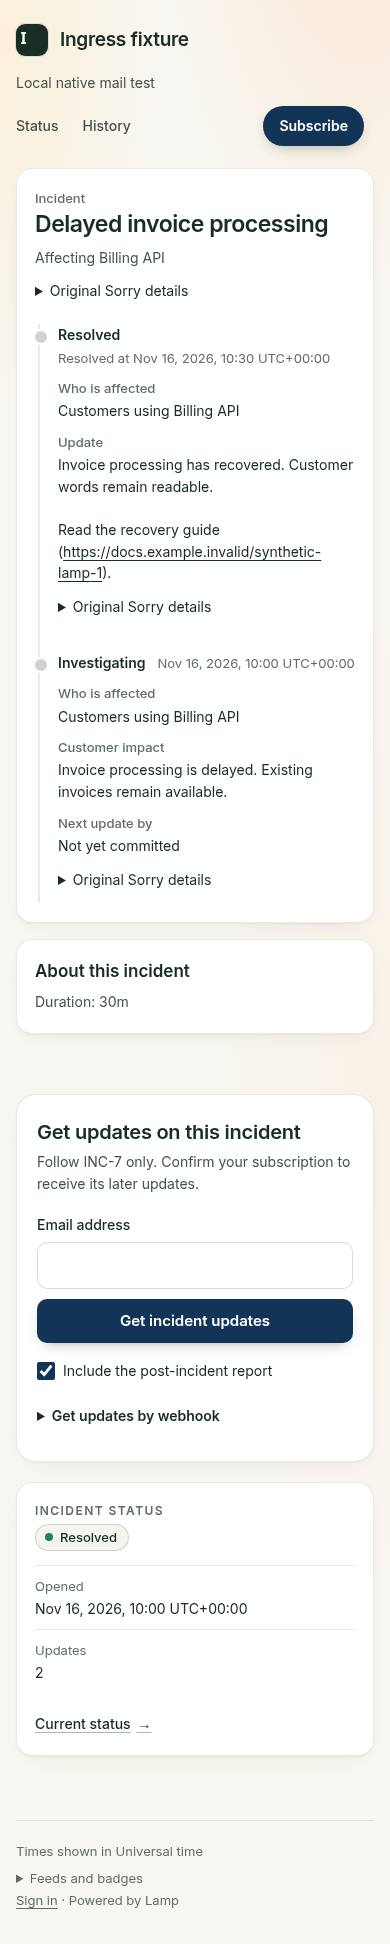 I Ingress fixture
Local native mail test
Status History Subscribe
Incident
Delayed invoice processing
Affecting Billing API
▶ Original Sorry details
Resolved
Resolved at Nov 16, 2026, 10:30 UTC+00:00
Who is affected
Customers using Billing API
Update
Invoice processing has recovered. Customer
words remain readable.
Read the recovery guide
(https://docs.example.invalid/synthetic-
lamp-1).
▶ Original Sorry details
Investigating Nov 16, 2026, 10:00 UTC+00:00
Who is affected
Customers using Billing API
Customer impact
Invoice processing is delayed. Existing
invoices remain available.
Next update by
Not yet committed
▶ Original Sorry details
About this incident
Duration: 30m
Get updates on this incident
Follow INC-7 only. Confirm your subscription to
receive its later updates.
Email address
Get incident updates
Include the post-incident report
▶ Get updates by webhook
INCIDENT STATUS
Resolved
Opened
Nov 16, 2026, 10:00 UTC+00:00
Updates
2
Current status →
Times shown in Universal time
▶ Feeds and badges
Sign in · Powered by Lamp